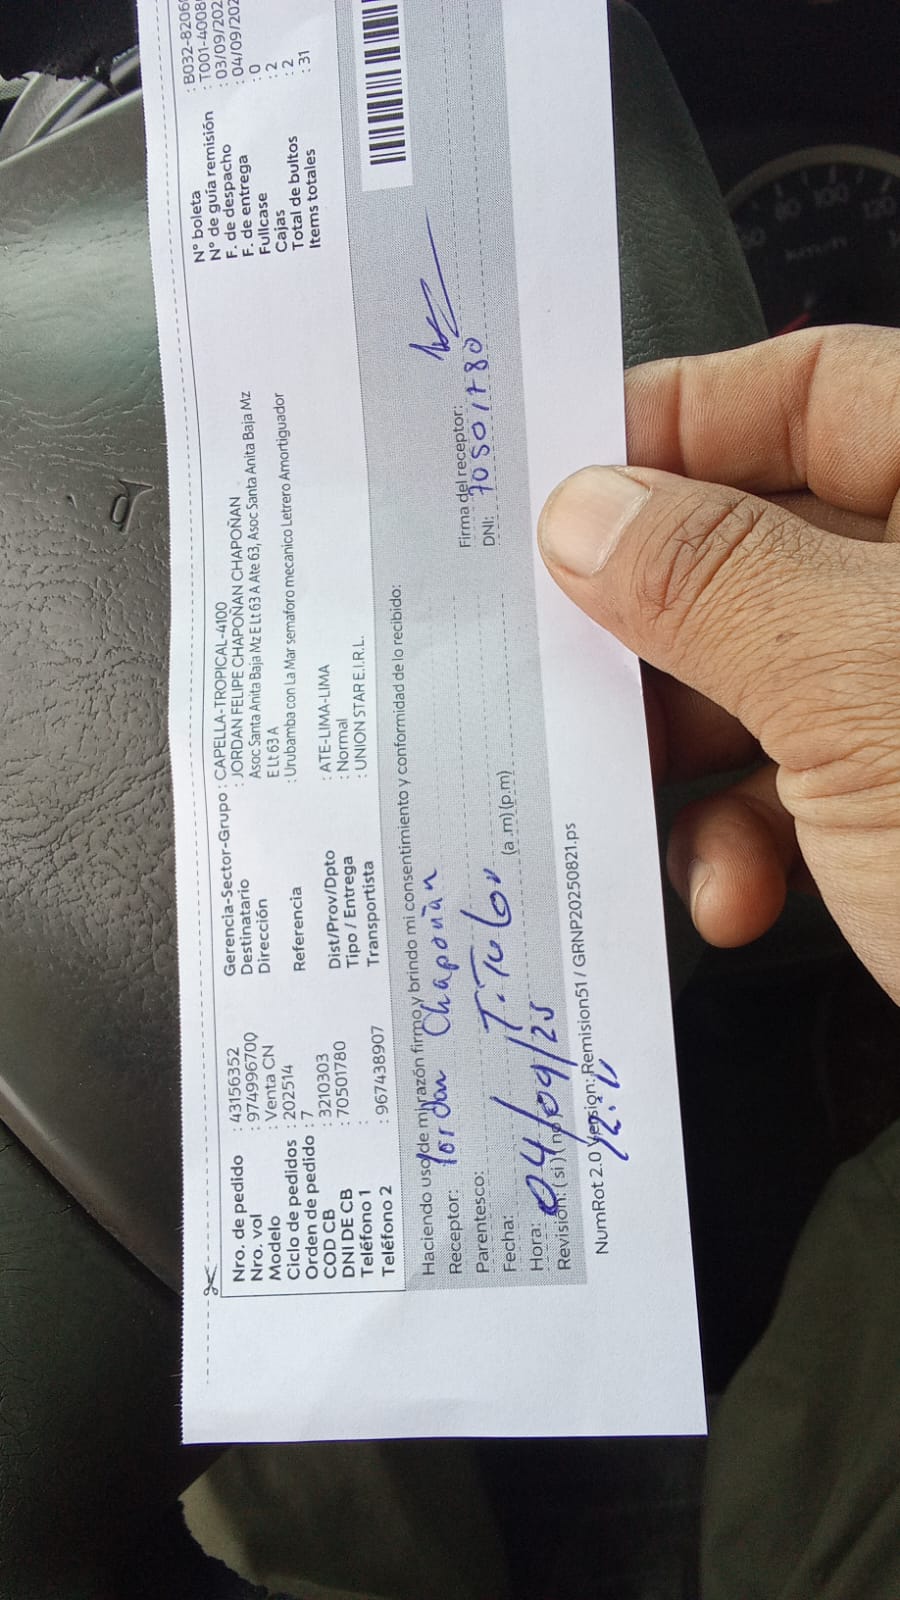 Nro. de pedido : 43156352
Nro. vol : 974996700
Modelo : Venta CN
Ciclo de pedidos : 202514
Orden de pedido : 7
COD CB : 3210303
DNI DE CB : 70501780
Teléfono 1
Teléfono 2 : 967438907
Gerencia-Sector-Grupo : CAPELLA-TROPICAL-4100
Destinatario : JORDAN FELIPE CHAPOÑAN CHAPOÑAN
Dirección Asoc Santa Anita Baja Mz E Lt 63 A Ate 63, Asoc Santa Anita Baja Mz
E Lt 63 A
Referencia : Urubamba con La Mar semaforo mecanico Letrero Amortiguador
Dist/Prov/Dpto : ATE-LIMA-LIMA
Tipo / Entrega : Normal
Transportista : UNION STAR E.I.R.L.
N° boleta : B032-8206
N° de guía remisión : T001-4008
F. de despacho : 03/09/202
F. de entrega : 04/09/202
Fullcase : 0
Cajas : 2
Total de bultos : 2
Items totales : 31
Haciendo uso de mi razón firmo y brindo mi consentimiento y conformidad de lo recibido:
Receptor: Jordan Chapoñan
Parentesco: T. Tular
Fecha: 04/09/25
Hora: (a.m) (p.m)
Revisión: (si) (no)
Firma del receptor:
DNI: 70501780
NumRot 2.0 Versión: Remision51 / GRNP20250821.ps